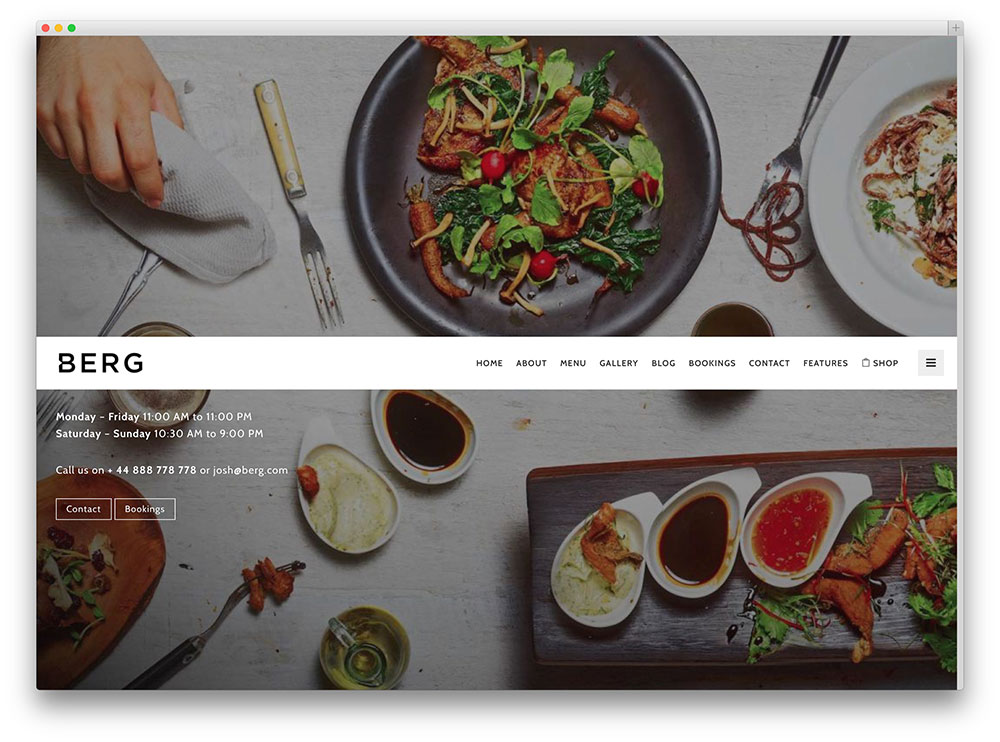 BERG
HOME ABOUT MENU GALLERY BLOG BOOKINGS CONTACT FEATURES SHOP
Monday – Friday 11:00 AM to 11:00 PM
Saturday – Sunday 10:30 AM to 9:00 PM
Call us on + 44 888 778 778 or josh@berg.com
Contact Bookings